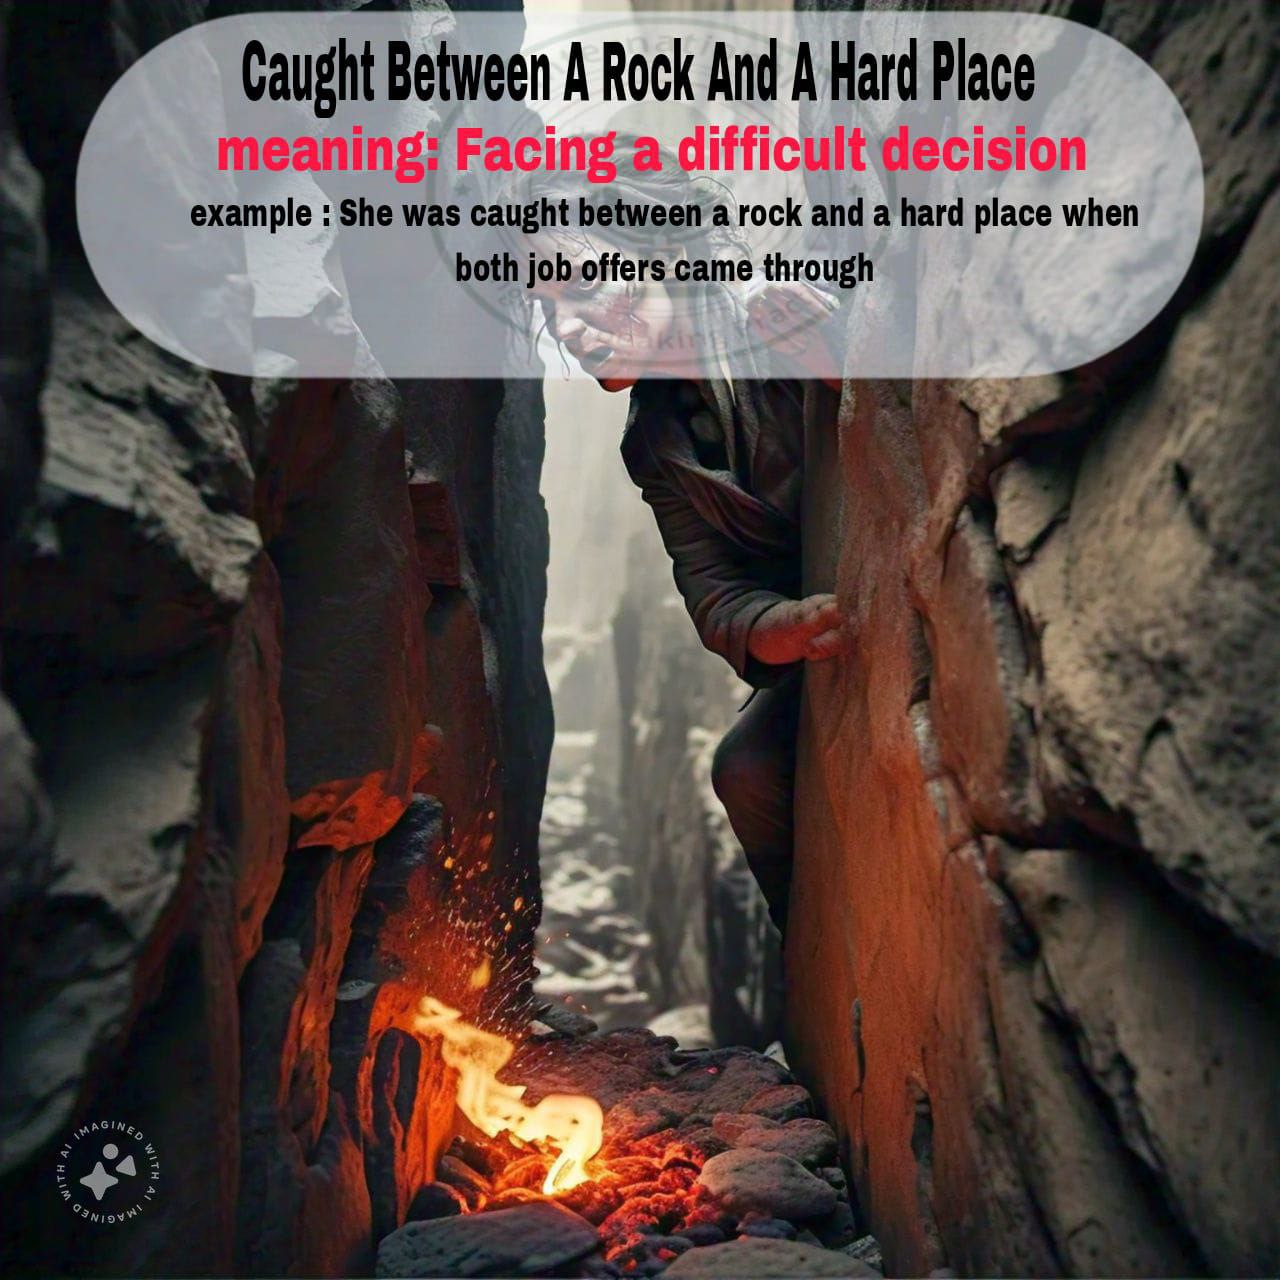 Caught Between A Rock And A Hard Place
meaning: Facing a difficult decision
example : She was caught between a rock and a hard place when
both job offers came through
IMAGINED WITH AI IMAGINED WITH AI